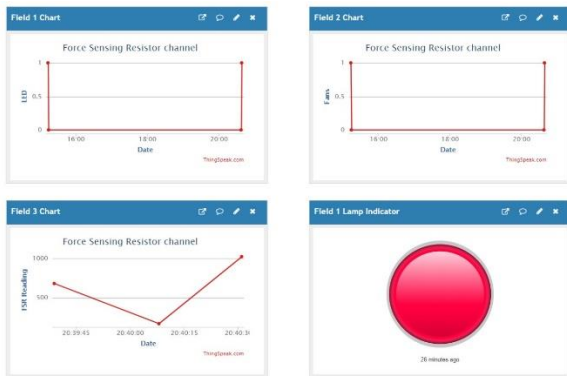 Field 1 Chart
Force Sensing Resistor channel
1
0.5
0
LED
16:00 18:00 20:00
Date
ThingSpeak.com
Field 2 Chart
Force Sensing Resistor channel
1
0.5
0
Fans
16:00 18:00 20:00
Date
ThingSpeak.com
Field 3 Chart
Force Sensing Resistor channel
1000
500
FSR Reading
20:39:45 20:40:00 20:40:15
Date
ThingSpeak.com
Field 1 Lamp Indicator
26 minutes ago